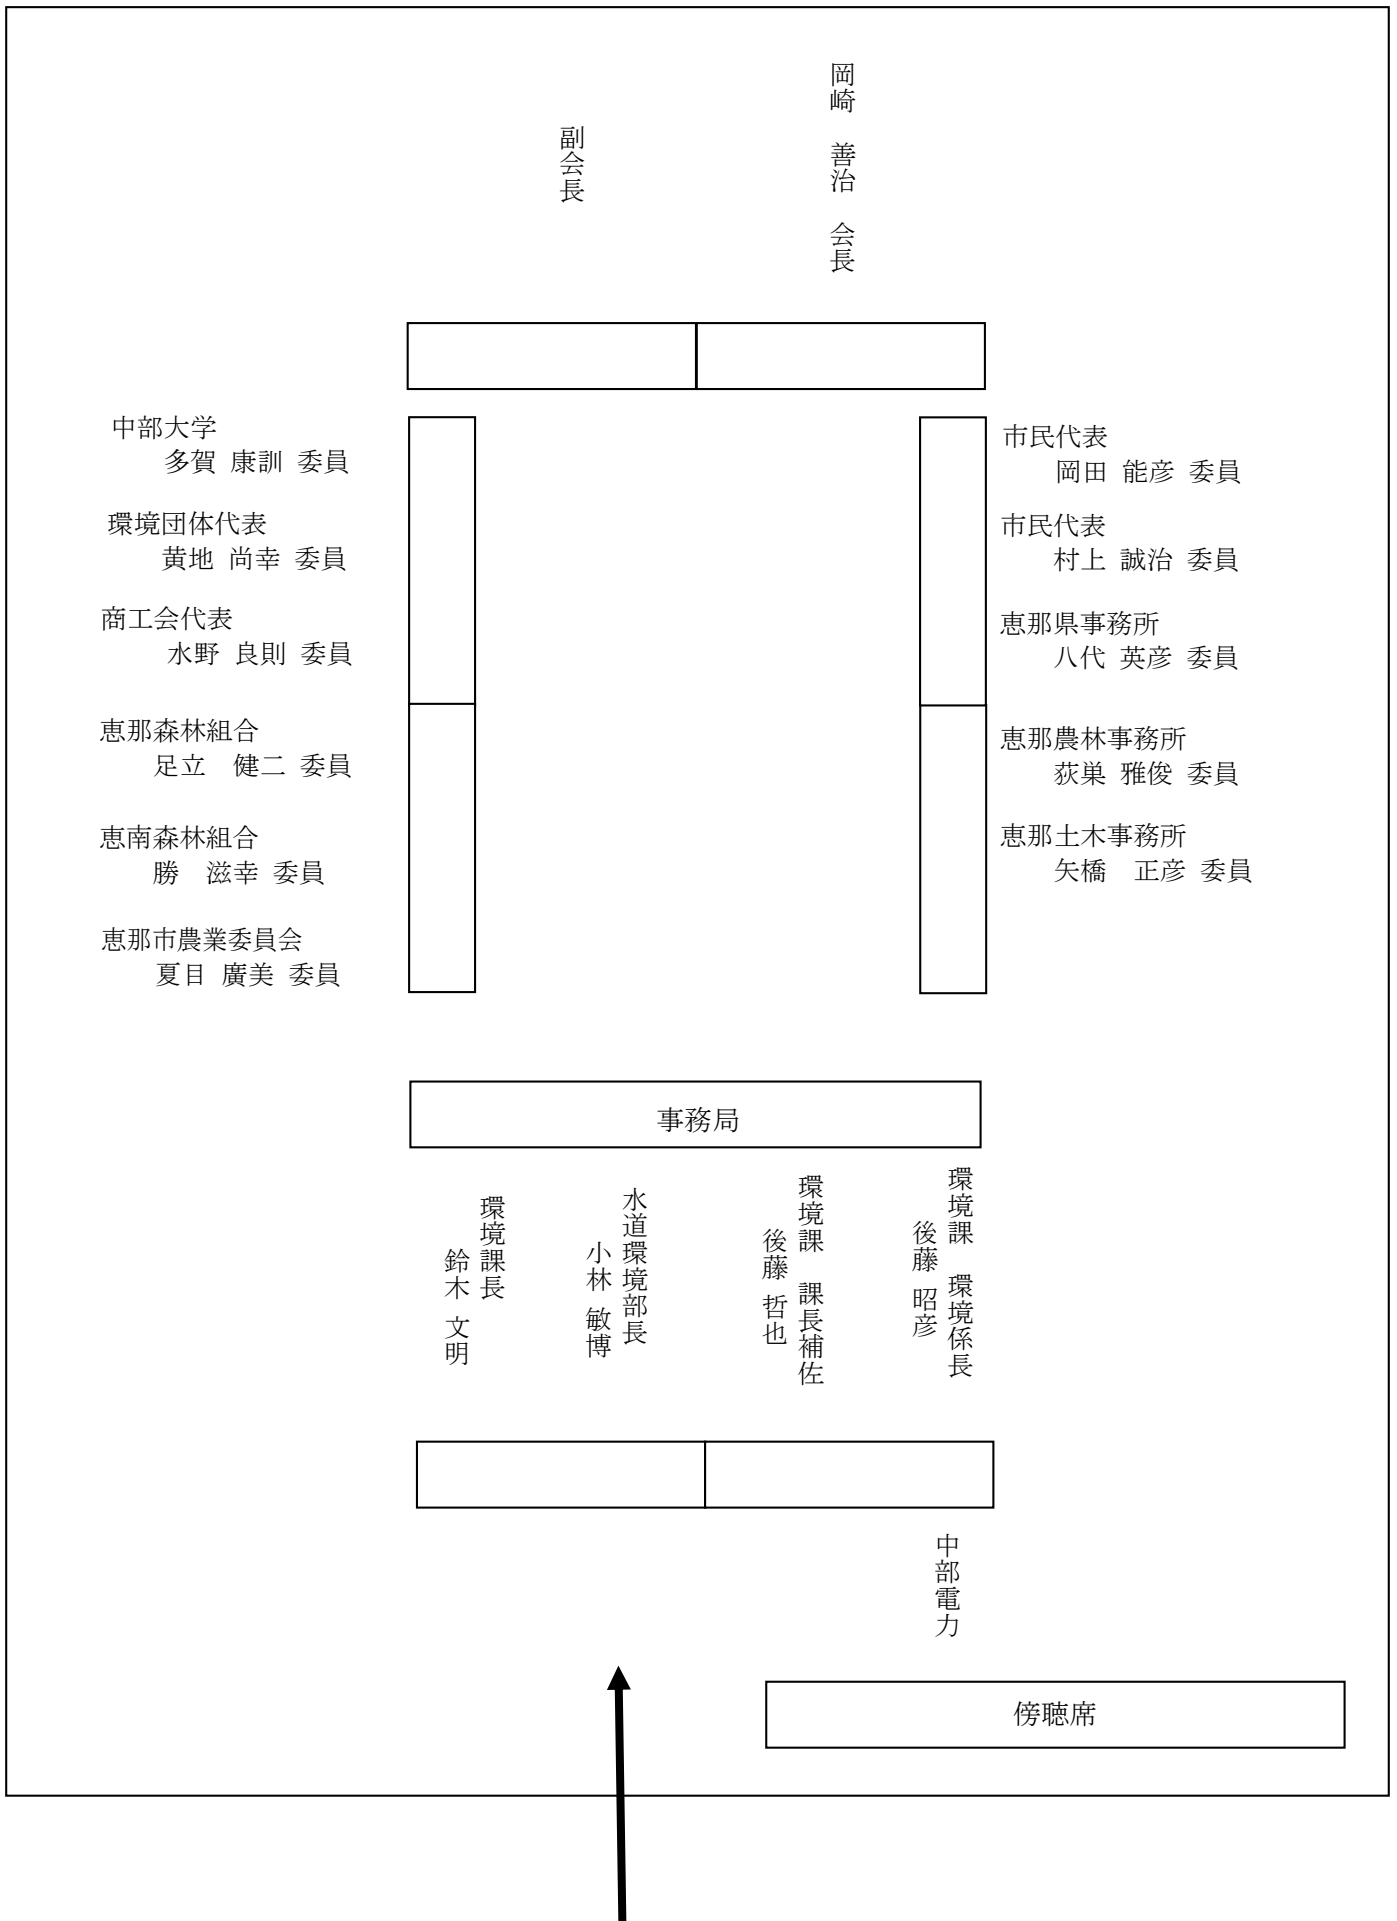 岡崎　善治　会長
副会長
中部大学
多賀 康訓 委員
環境団体代表
黄地 尚幸 委員
商工会代表
水野 良則 委員
恵那森林組合
足立　健二 委員
恵南森林組合
勝　滋幸 委員
恵那市農業委員会
夏目 廣美 委員
市民代表
岡田 能彦 委員
市民代表
村上 誠治 委員
恵那県事務所
八代 英彦 委員
恵那農林事務所
荻巣 雅俊 委員
恵那土木事務所
矢橋　正彦 委員
事務局
環境課　環境係長
後藤 昭彦
環境課　課長補佐
後藤 哲也
水道環境部長
小林 敏博
環境課長
鈴木 文明
中部電力
傍聴席